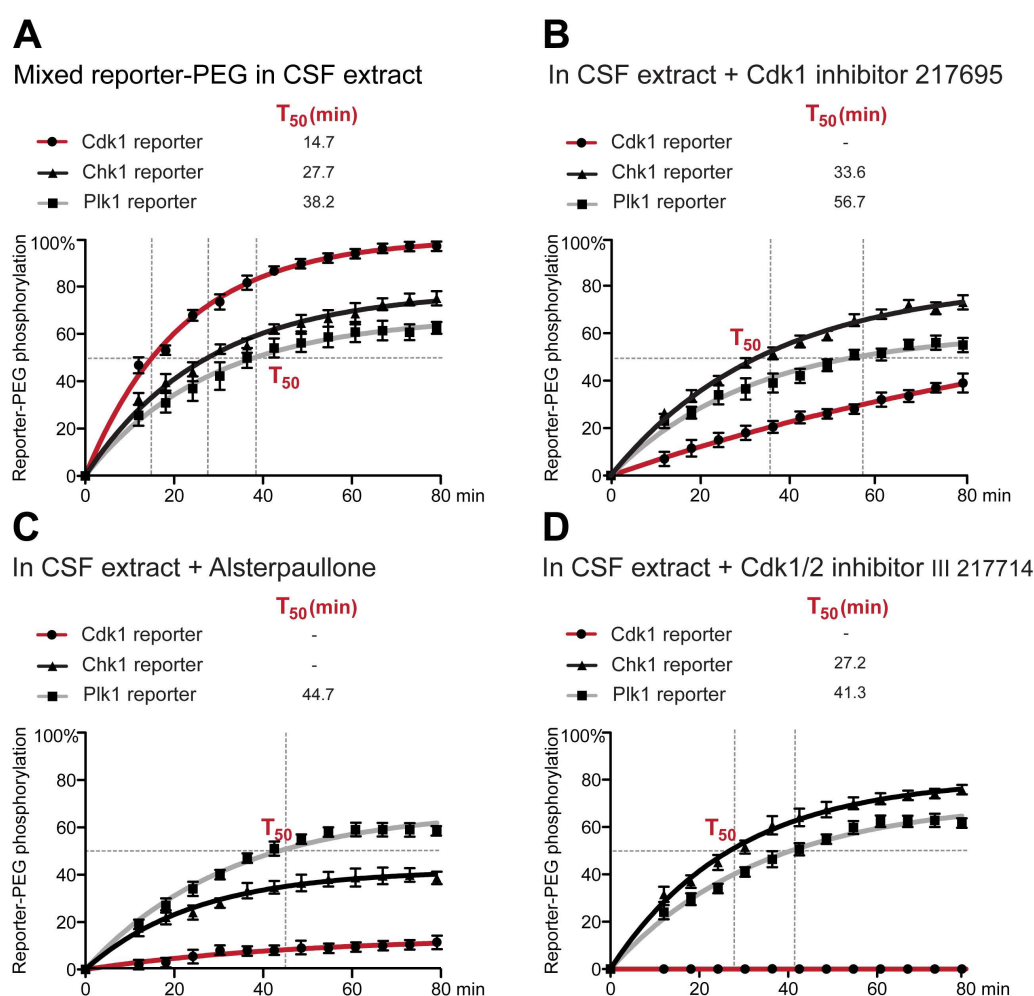 A
Mixed reporter-PEG in CSF extract
T50(min)
Cdk1 reporter 14.7
Chk1 reporter 27.7
Plk1 reporter 38.2
Reporter-PEG phosphorylation
100%
80
60
40
20
0
T50
0 20 40 60 80 min
B
In CSF extract + Cdk1 inhibitor 217695
T50(min)
Cdk1 reporter -
Chk1 reporter 33.6
Plk1 reporter 56.7
Reporter-PEG phosphorylation
100%
80
60
40
20
0
T50
0 20 40 60 80 min
C
In CSF extract + Alsterpaullone
T50(min)
Cdk1 reporter -
Chk1 reporter -
Plk1 reporter 44.7
Reporter-PEG phosphorylation
100%
80
60
40
20
0
T50
0 20 40 60 80 min
D
In CSF extract + Cdk1/2 inhibitor III 217714
T50(min)
Cdk1 reporter -
Chk1 reporter 27.2
Plk1 reporter 41.3
Reporter-PEG phosphorylation
100%
80
60
40
20
0
T50
0 20 40 60 80 min